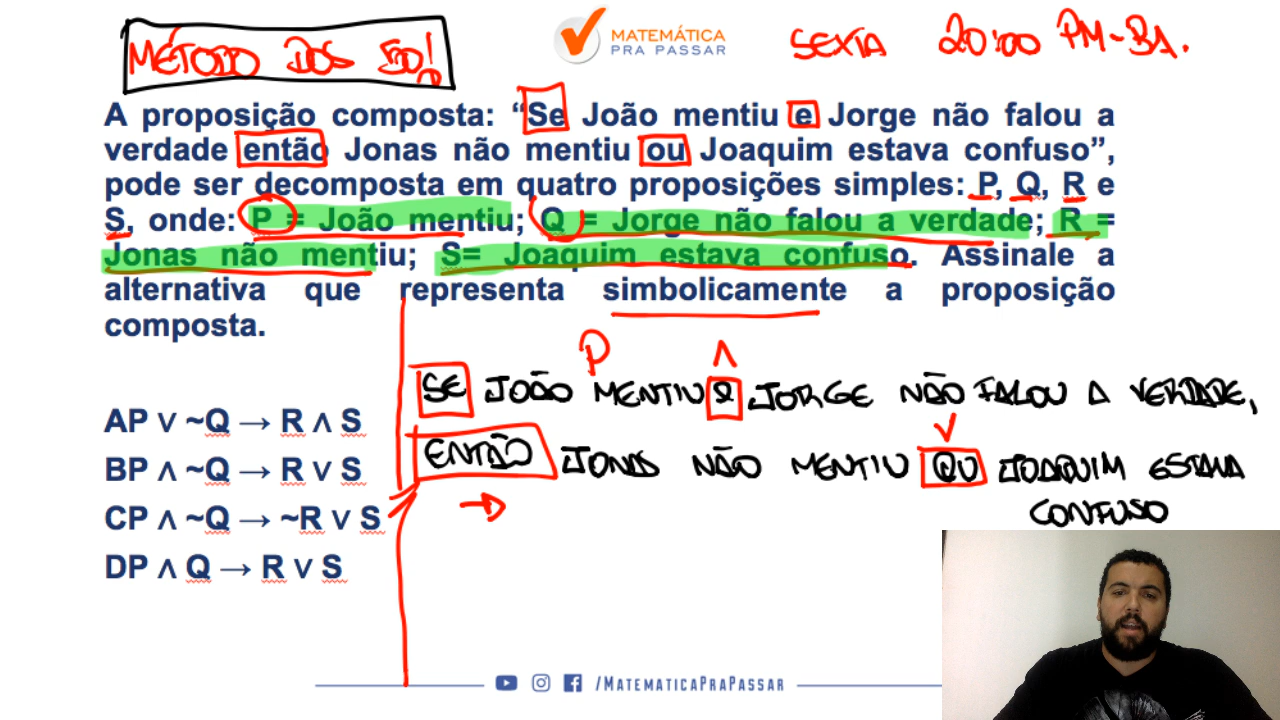 MÉTODO DOS 50!
MATEMÁTICA
PRA PASSAR
SEXTA 20:00 PM-BA.
A proposição composta: “Se João mentiu e Jorge não falou a
verdade então Jonas não mentiu ou Joaquim estava confuso”,
pode ser decomposta em quatro proposições simples: P, Q, R e
S, onde: P = João mentiu; Q = Jorge não falou a verdade; R =
Jonas não mentiu; S= Joaquim estava confuso. Assinale a
alternativa que representa simbolicamente a proposição
composta.
P ∧
SE JOÃO MENTIU E JORGE NÃO FALOU A VERDADE,
∨
ENTÃO JONAS NÃO MENTIU OU JOAQUIM ESTAVA
→ CONFUSO
AP ∨ ~Q → R ∧ S
BP ∧ ~Q → R ∨ S
CP ∧ ~Q → ~R ∨ S
DP ∧ Q → R ∨ S
/MATEMATICAPRAPASSAR